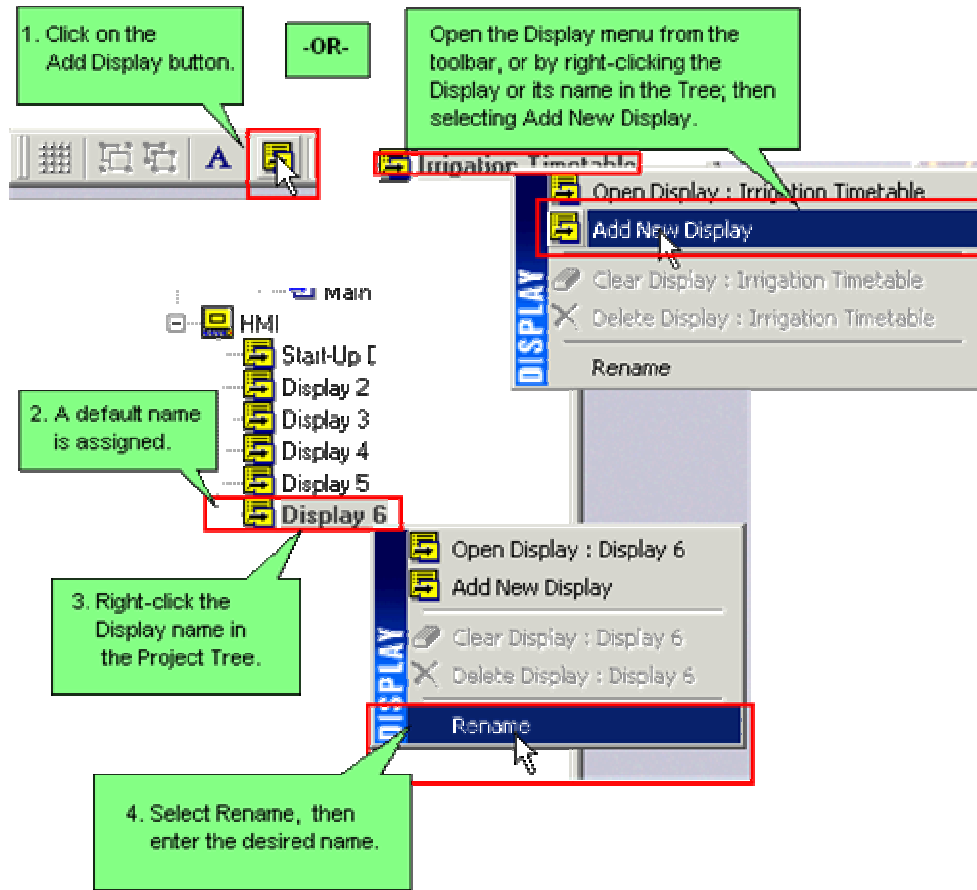 1. Click on the
Add Display button.
-OR-
Open the Display menu from the
toolbar, or by right-clicking the
Display or its name in the Tree; then
selecting Add New Display.
A
Irrigation Timetable
DISPLAY
Open Display : Irrigation Timetable
Add New Display
Clear Display : Irrigation Timetable
Delete Display : Irrigation Timetable
Rename
Main
HMI
Start-Up D
Display 2
Display 3
Display 4
Display 5
Display 6
2. A default name
is assigned.
3. Right-click the
Display name in
the Project Tree.
DISPLAY
Open Display : Display 6
Add New Display
Clear Display : Display 6
Delete Display : Display 6
Rename
4. Select Rename, then
enter the desired name.